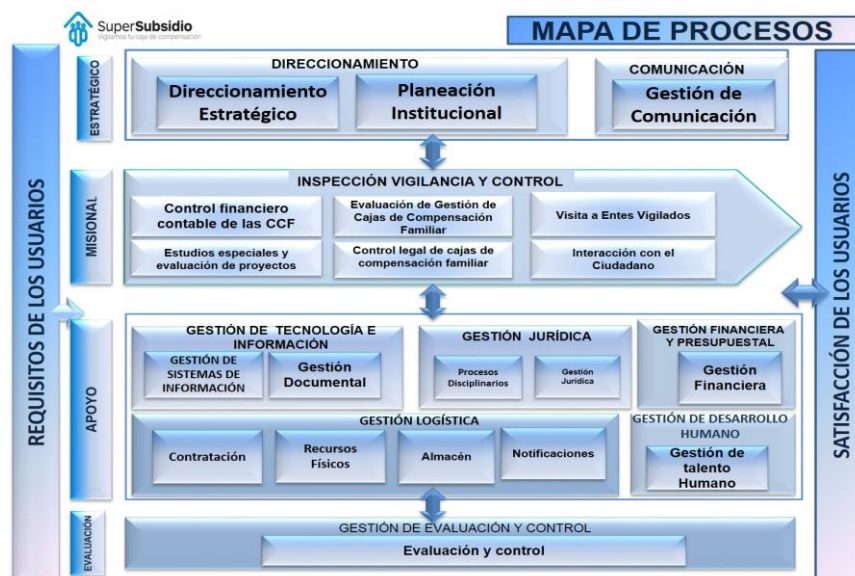 SuperSubsidio
Vigilamos tu caja de compensación
MAPA DE PROCESOS
REQUISITOS DE LOS USUARIOS
ESTRATÉGICO
DIRECCIONAMIENTO
Direccionamiento
Estratégico
Planeación
Institucional
COMUNICACIÓN
Gestión de
Comunicación
MISIONAL
INSPECCIÓN VIGILANCIA Y CONTROL
Control financiero
contable de las CCF
Evaluación de Gestión de
Cajas de Compensación
Familiar
Visita a Entes Vigilados
Estudios especiales y
evaluación de proyectos
Control legal de cajas de
compensación familiar
Interacción con el
Ciudadano
APOYO
GESTIÓN DE TECNOLOGÍA E
INFORMACIÓN
GESTIÓN DE
SISTEMAS DE
INFORMACIÓN
Gestión
Documental
GESTIÓN JURÍDICA
Procesos
Disciplinarios
Gestión
Jurídica
GESTIÓN FINANCIERA
Y PRESUPUESTAL
Gestión
Financiera
GESTIÓN LOGÍSTICA
Contratación
Recursos
Físicos
Almacén
Notificaciones
GESTIÓN DE DESARROLLO
HUMANO
Gestión de
talento
Humano
EVALUACIÓN
GESTIÓN DE EVALUACIÓN Y CONTROL
Evaluación y control
SATISFACCIÓN DE LOS USUARIOS